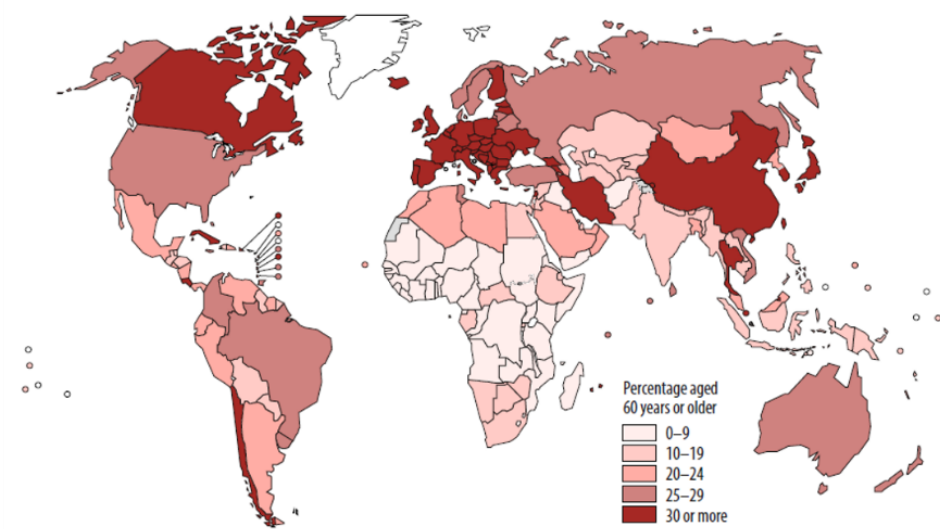 Percentage aged
60 years or older
0–9
10–19
20–24
25–29
30 or more